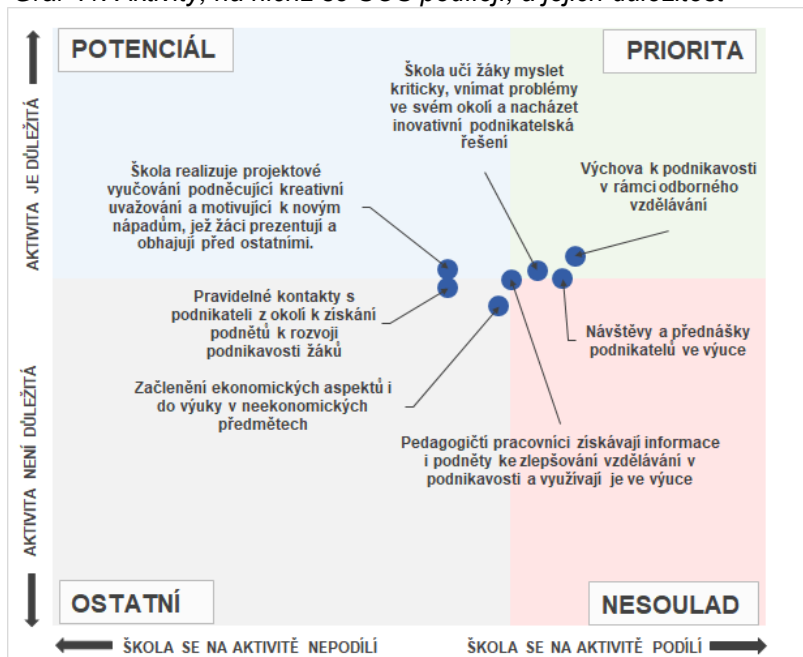 POTENCIÁL
PRIORITA
Škola učí žáky myslet
kriticky, vnímat problémy
ve svém okolí a nacházet
inovativní podnikatelská
řešení
Výchova k podnikavosti
v rámci odborného
vzdělávání
Škola realizuje projektové
vyučování podněcující kreativní
uvažování a motivující k novým
nápadům, jež žáci prezentují a
obhajují před ostatními.
Pravidelné kontakty s
podnikateli z okolí k získání
podnětů k rozvoji
podnikavosti žáků
Návštěvy a přednášky
podnikatelů ve výuce
Začlenění ekonomických aspektů i
do výuky v neekonomických
předmětech
Pedagogičtí pracovníci získávají informace
i podněty ke zlepšování vzdělávání v
podnikavosti a využívají je ve výuce
OSTATNÍ
NESOULAD
AKTIVITA JE DŮLEŽITÁ
AKTIVITA NENÍ DŮLEŽITÁ
ŠKOLA SE NA AKTIVITĚ NEPODÍLÍ
ŠKOLA SE NA AKTIVITĚ PODÍLÍ